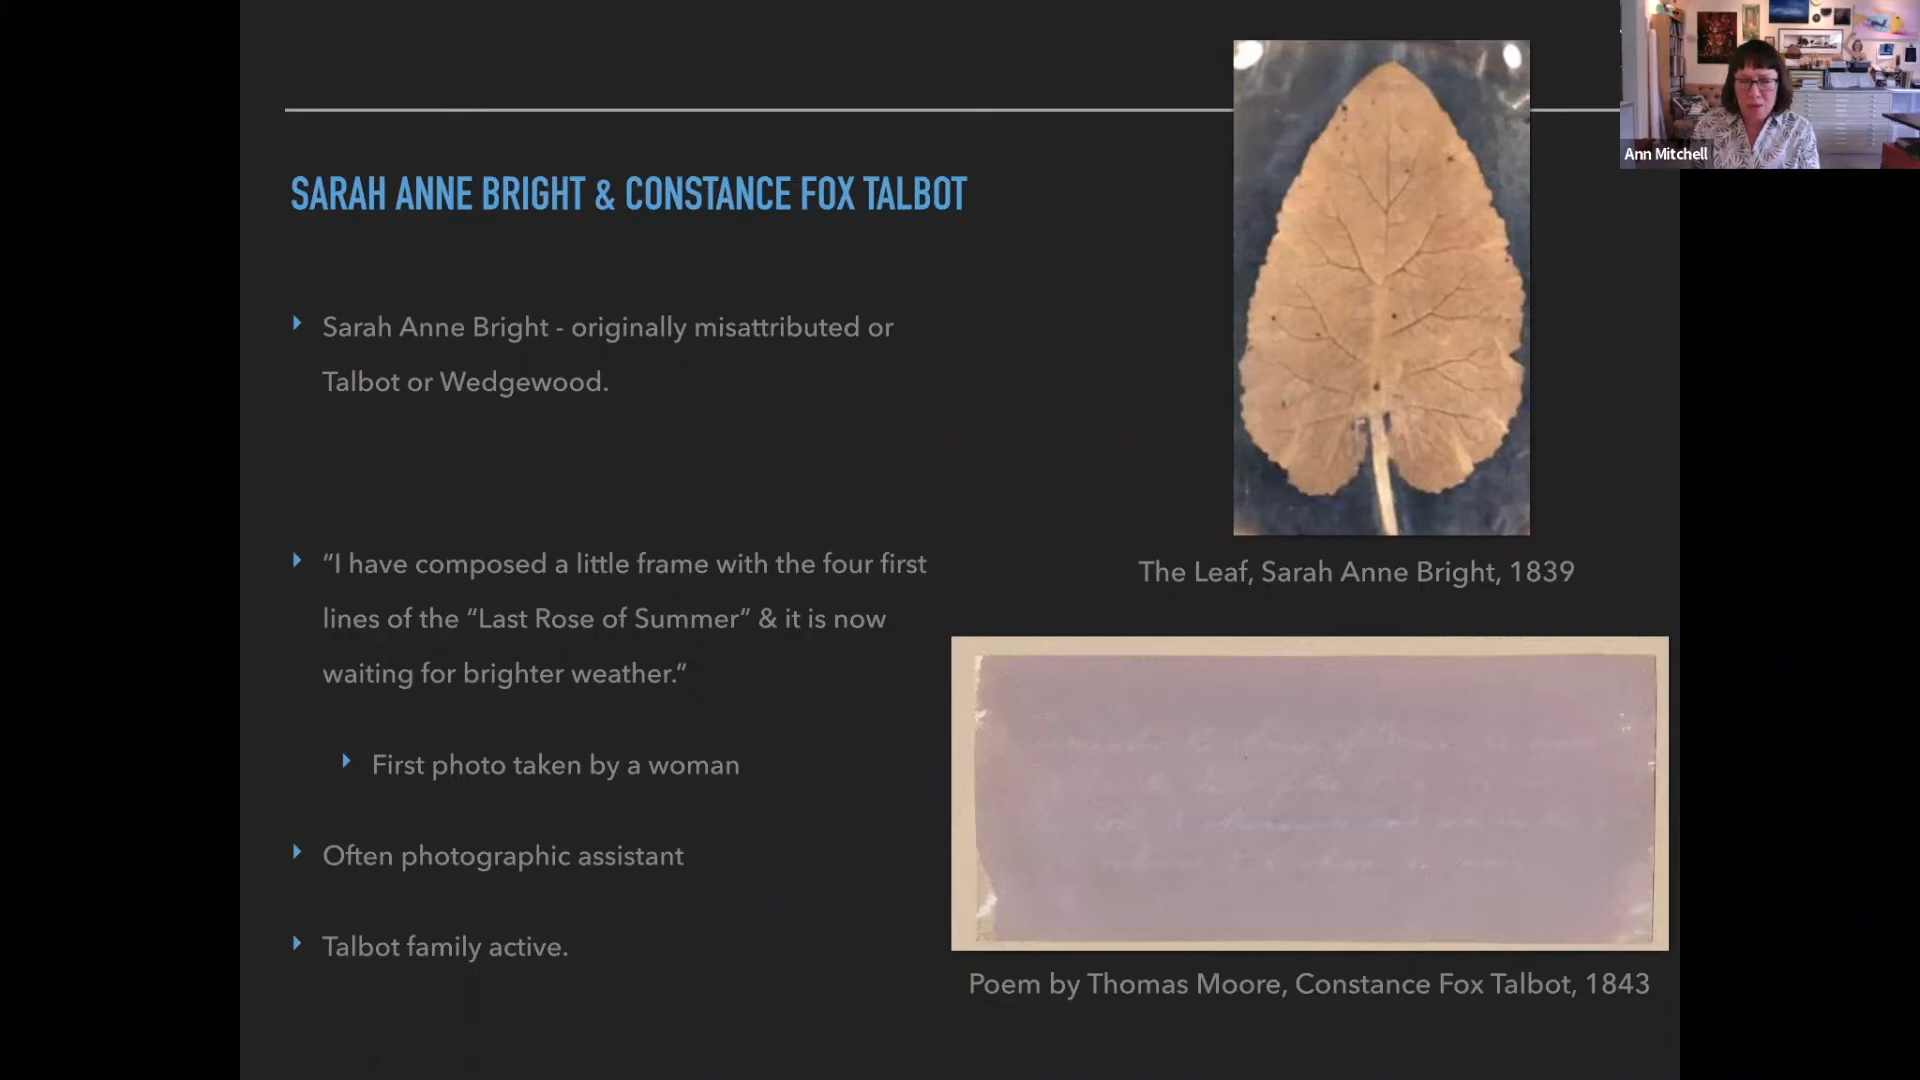 Ann Mitchell
SARAH ANNE BRIGHT & CONSTANCE FOX TALBOT
Sarah Anne Bright - originally misattributed or
Talbot or Wedgewood.
“I have composed a little frame with the four first
lines of the “Last Rose of Summer” & it is now
waiting for brighter weather.”
First photo taken by a woman
Often photographic assistant
Talbot family active.
The Leaf, Sarah Anne Bright, 1839
Poem by Thomas Moore, Constance Fox Talbot, 1843